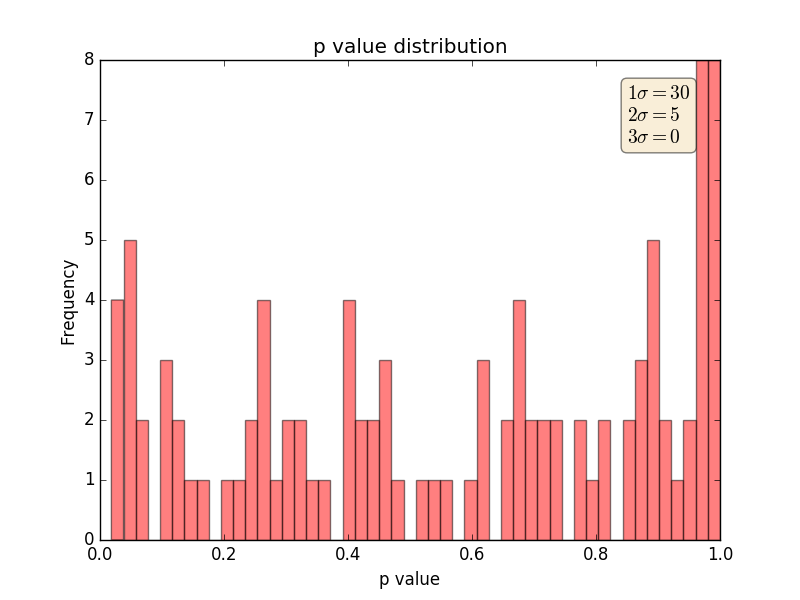 p value distribution
8
7
6
5
4
3
2
1
0
Frequency
1σ = 30
2σ = 5
3σ = 0
0.0 0.2 0.4 0.6 0.8 1.0
p value